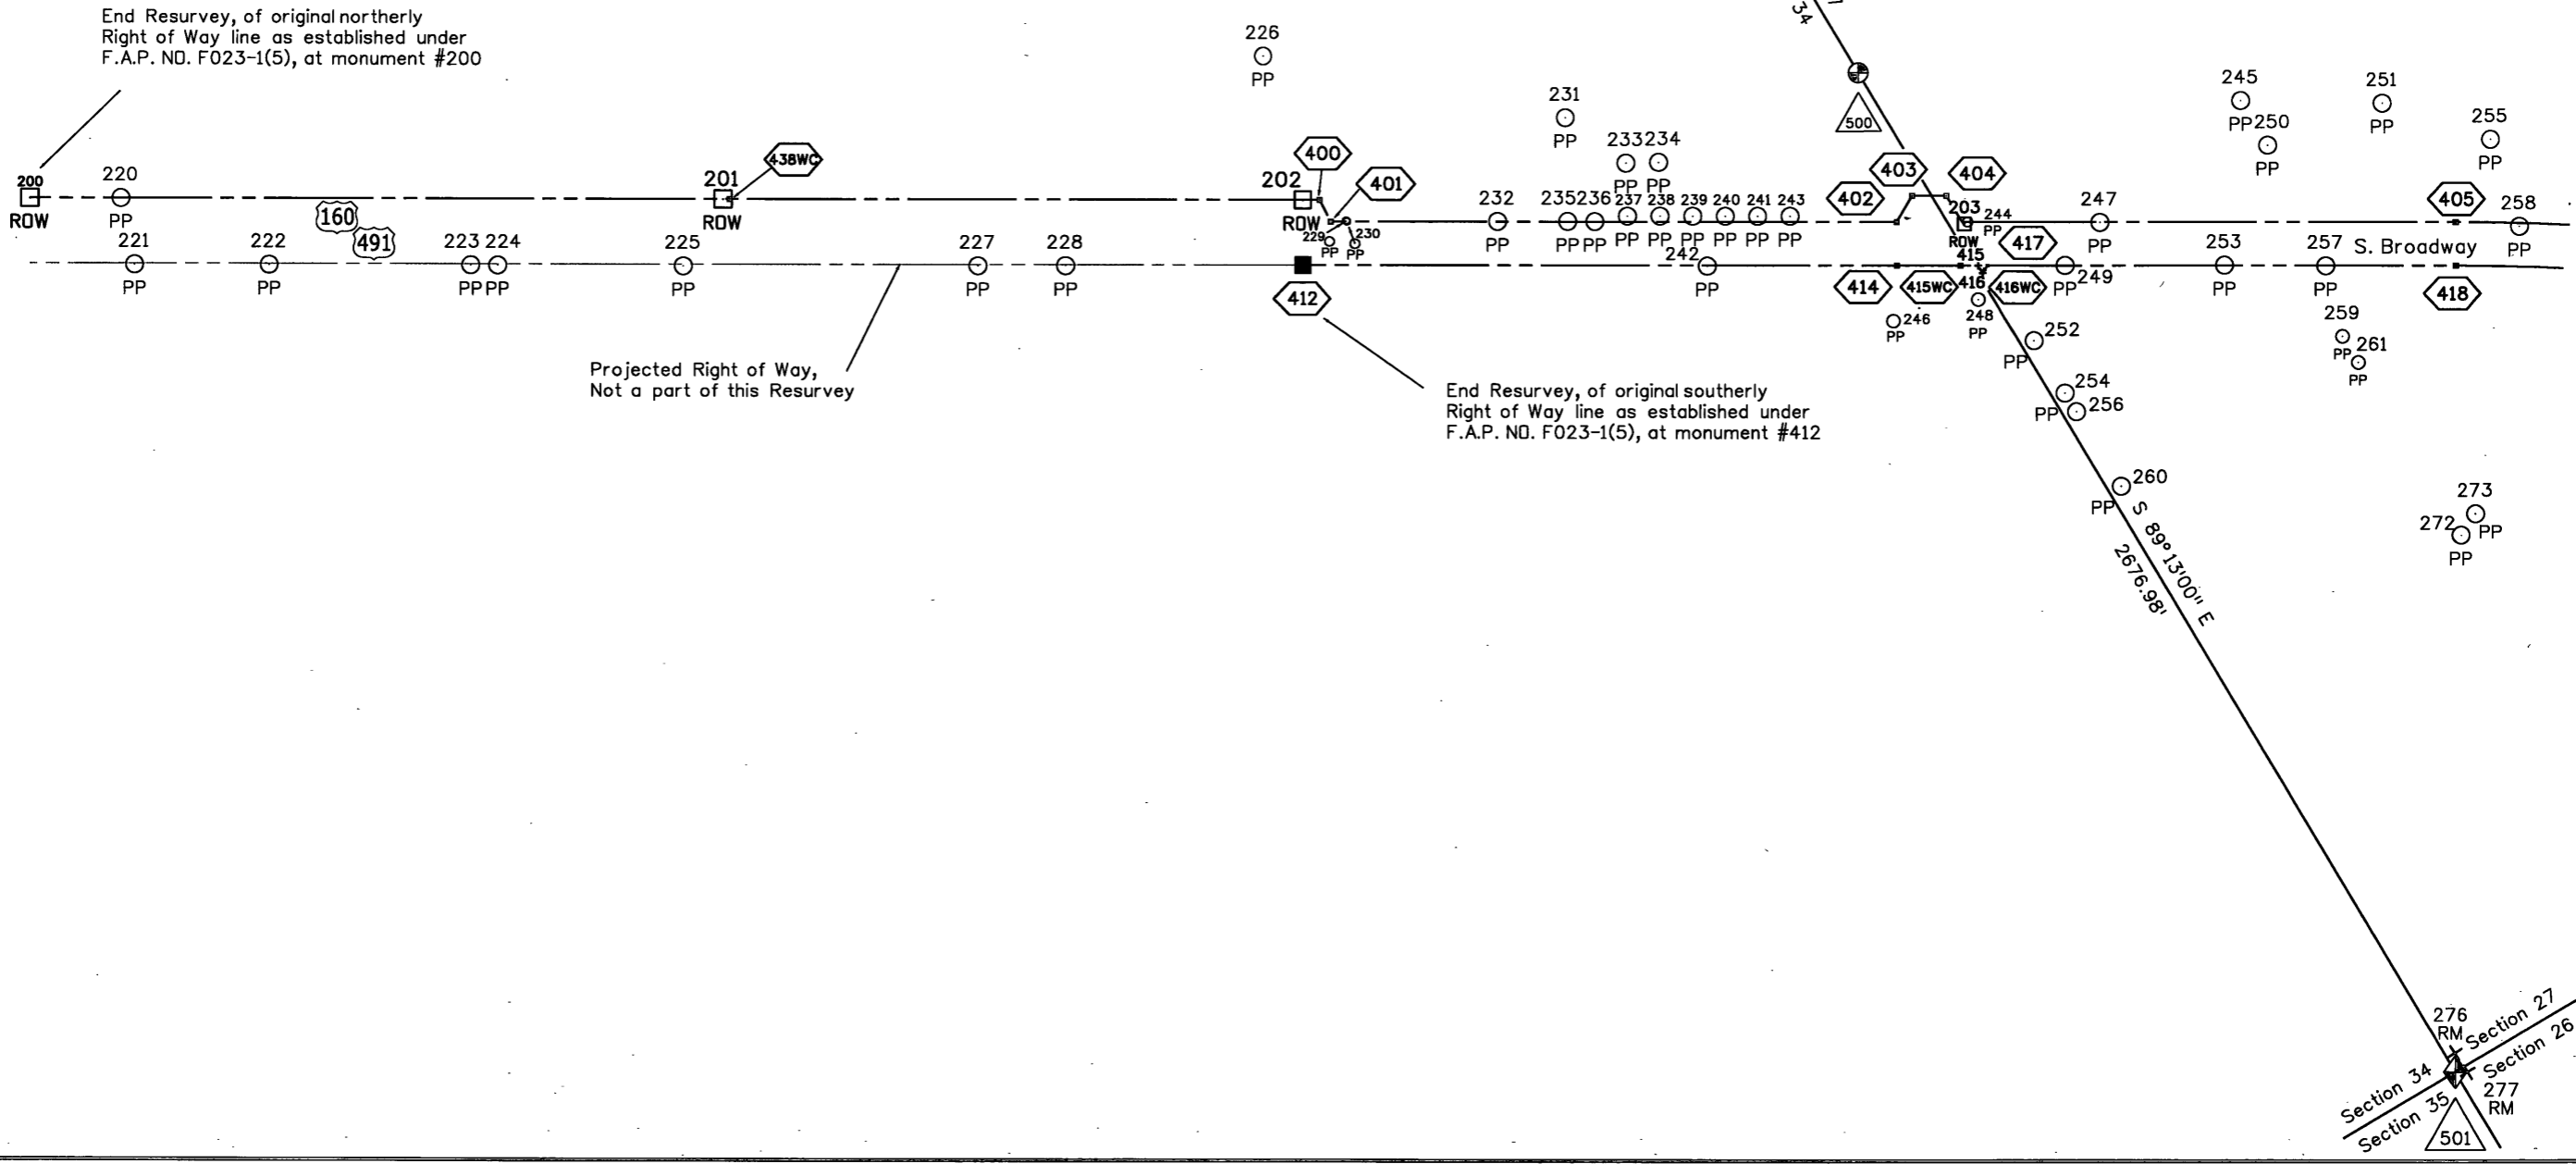 End Resurvey, of original northerly
Right of Way line as established under
F.A.P. NO. F023-1(5), at monument #200
34
226
PP
231
PP
233 234
PP PP
500
245
PP
250
PP
251
PP
255
PP
200
ROW
220
PP
160
491
201
ROW
438WC
202
ROW
400
401
229
PP
230
PP
232
PP
235 236 237 238 239 240 241 243
PP PP PP PP PP PP PP PP
402
403
404
203
ROW
244
PP
247
PP
405
258
PP
221
PP
222
PP
223 224
PP PP
225
PP
227
PP
228
PP
412
242
PP
414
415WC
415
416
416WC
417
249
PP
253
PP
257
PP
S. Broadway
418
246
PP
248
PP
252
PP
259
PP
261
PP
Projected Right of Way,
Not a part of this Resurvey
End Resurvey, of original southerly
Right of Way line as established under
F.A.P. NO. F023-1(5), at monument #412
254
PP
256
260
PP
S 89°13'00" E
2676.98'
273
PP
272
PP
276
RM
Section 27
Section 26
Section 34
Section 35
277
RM
501